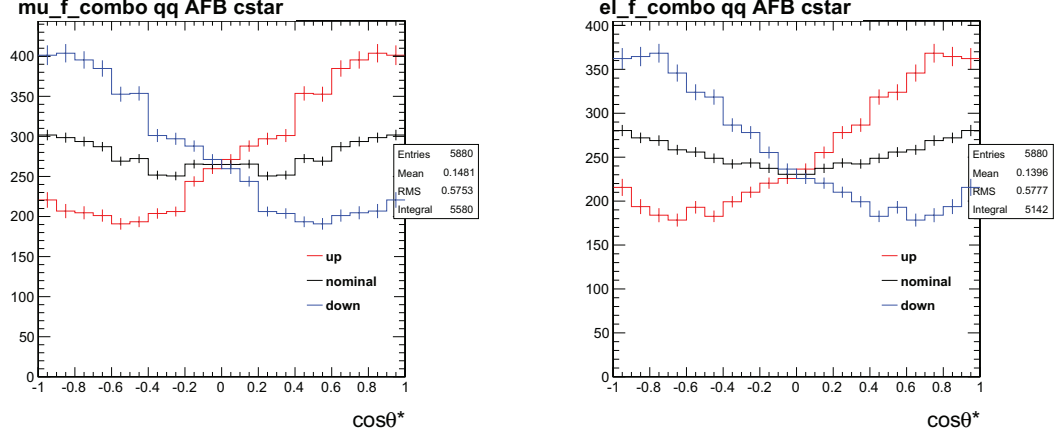 mu_f_combo qq AFB cstar
400
350
300
250
200
150
100
50
0
-1 -0.8 -0.6 -0.4 -0.2 0 0.2 0.4 0.6 0.8 1
cosθ*
Entries 5880
Mean 0.1481
RMS 0.5753
Integral 5580
up
nominal
down
el_f_combo qq AFB cstar
400
350
300
250
200
150
100
50
0
-1 -0.8 -0.6 -0.4 -0.2 0 0.2 0.4 0.6 0.8 1
cosθ*
Entries 5880
Mean 0.1396
RMS 0.5777
Integral 5142
up
nominal
down